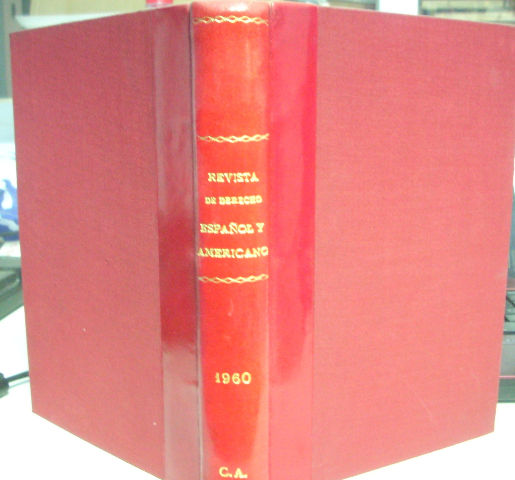 REVISTA
DE DERECHO
ESPAÑOL Y
AMERICANO
1960
C. A.